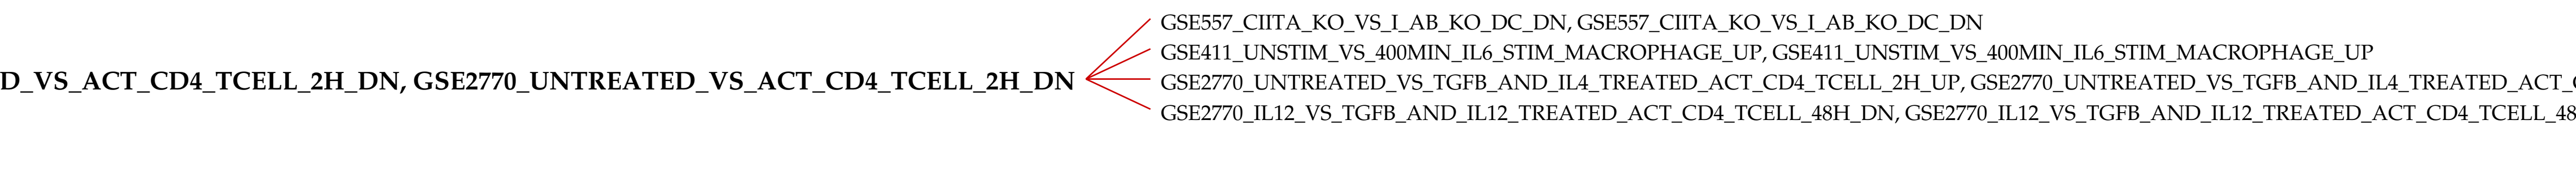 GSE557_CIITA_KO_VS_I_AB_KO_DC_DN, GSE557_CIITA_KO_VS_I_AB_KO_DC_DN
GSE411_UNSTIM_VS_400MIN_IL6_STIM_MACROPHAGE_UP, GSE411_UNSTIM_VS_400MIN_IL6_STIM_MACROPHAGE_UP
D_VS_ACT_CD4_TCELL_2H_DN, GSE2770_UNTREATED_VS_ACT_CD4_TCELL_2H_DN
GSE2770_UNTREATED_VS_TGFB_AND_IL4_TREATED_ACT_CD4_TCELL_2H_UP, GSE2770_UNTREATED_VS_TGFB_AND_IL4_TREATED_ACT_
GSE2770_IL12_VS_TGFB_AND_IL12_TREATED_ACT_CD4_TCELL_48H_DN, GSE2770_IL12_VS_TGFB_AND_IL12_TREATED_ACT_CD4_TCELL_48